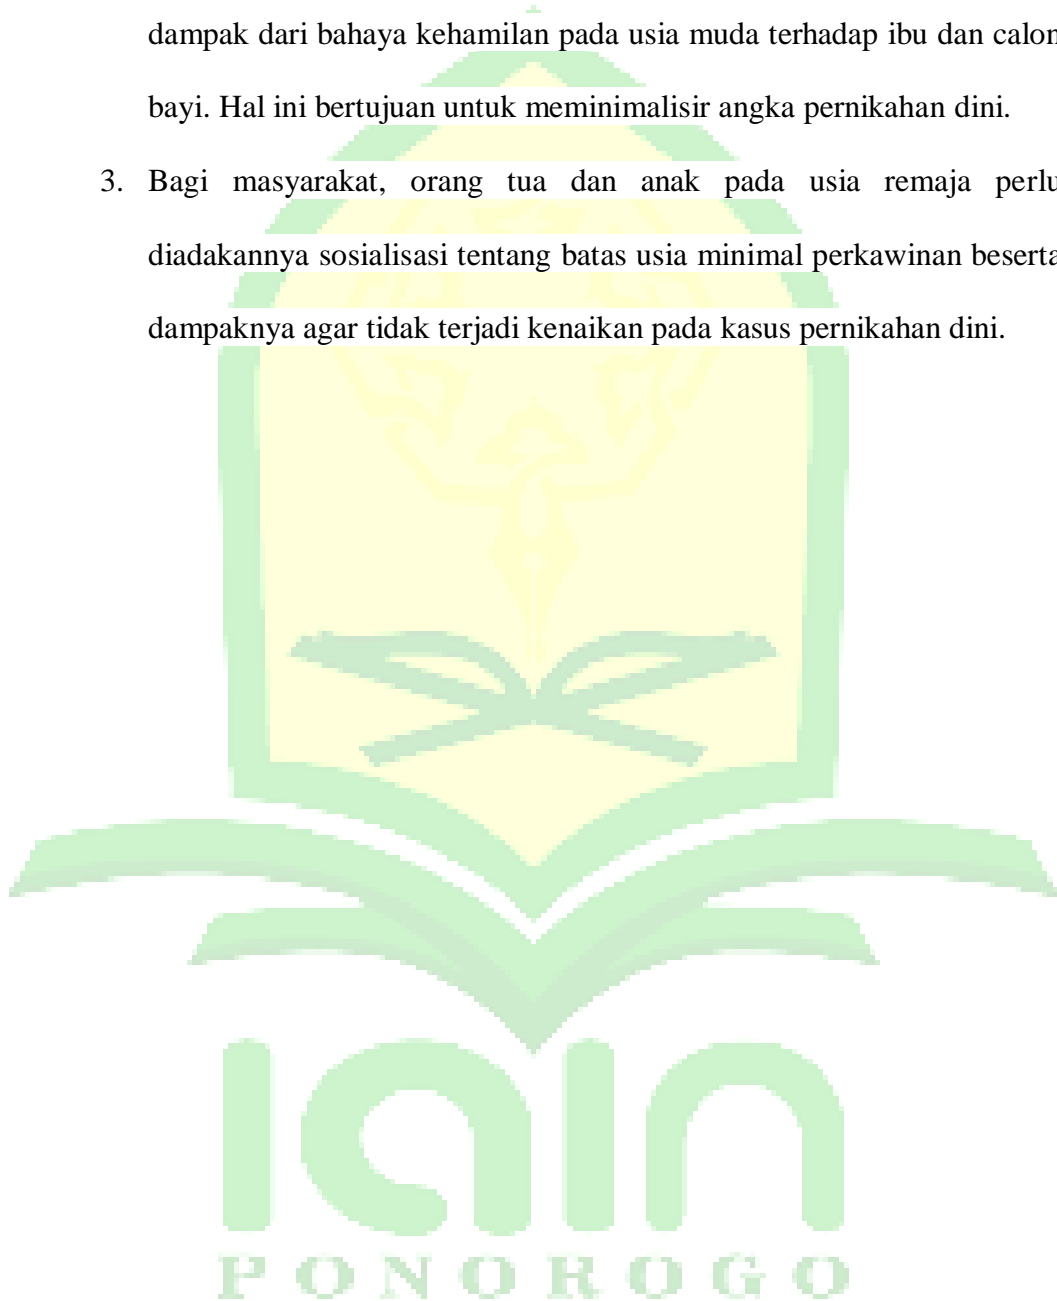 dampak dari bahaya kehamilan pada usia muda terhadap ibu dan calon
bayi. Hal ini bertujuan untuk meminimalisir angka pernikahan dini.
3. Bagi masyarakat, orang tua dan anak pada usia remaja perlu
diadakannya sosialisasi tentang batas usia minimal perkawinan beserta
dampaknya agar tidak terjadi kenaikan pada kasus pernikahan dini.
iain
PONOROGO